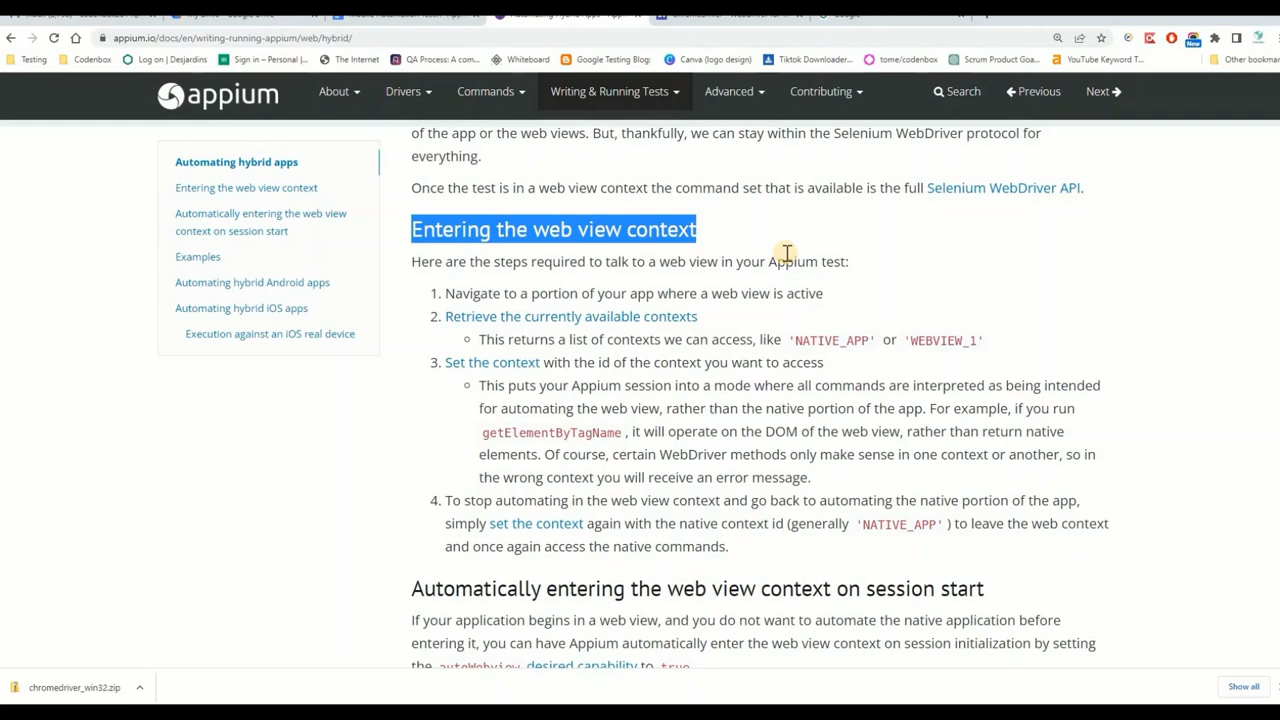 appium.io/docs/en/writing-running-appium/web/hybrid/
Testing Codenbox Log on | Desjardins Sign in – Personal |... The Internet QA Process: A com... Whiteboard Google Testing Blog: Canva (logo design) Tiktok Downloader... tome/codenbox Scrum Product Goa... YouTube Keyword T... Other bookmar
New
appium About Drivers Commands Writing & Running Tests Advanced Contributing Search Previous Next
Automating hybrid apps
Entering the web view context
Automatically entering the web view
context on session start
Examples
Automating hybrid Android apps
Automating hybrid iOS apps
Execution against an iOS real device
of the app or the web views. But, thankfully, we can stay within the Selenium WebDriver protocol for
everything.
Once the test is in a web view context the command set that is available is the full Selenium WebDriver API.
Entering the web view context
Here are the steps required to talk to a web view in your Appium test:
1. Navigate to a portion of your app where a web view is active
2. Retrieve the currently available contexts
This returns a list of contexts we can access, like 'NATIVE_APP' or 'WEBVIEW_1'
3. Set the context with the id of the context you want to access
This puts your Appium session into a mode where all commands are interpreted as being intended
for automating the web view, rather than the native portion of the app. For example, if you run
getElementByTagName, it will operate on the DOM of the web view, rather than return native
elements. Of course, certain WebDriver methods only make sense in one context or another, so in
the wrong context you will receive an error message.
4. To stop automating in the web view context and go back to automating the native portion of the app,
simply set the context again with the native context id (generally 'NATIVE_APP') to leave the web context
and once again access the native commands.
Automatically entering the web view context on session start
If your application begins in a web view, and you do not want to automate the native application before
entering it, you can have Appium automatically enter the web view context on session initialization by setting
the autoWebview desired capability to true
chromedriver_win32.zip
Show all